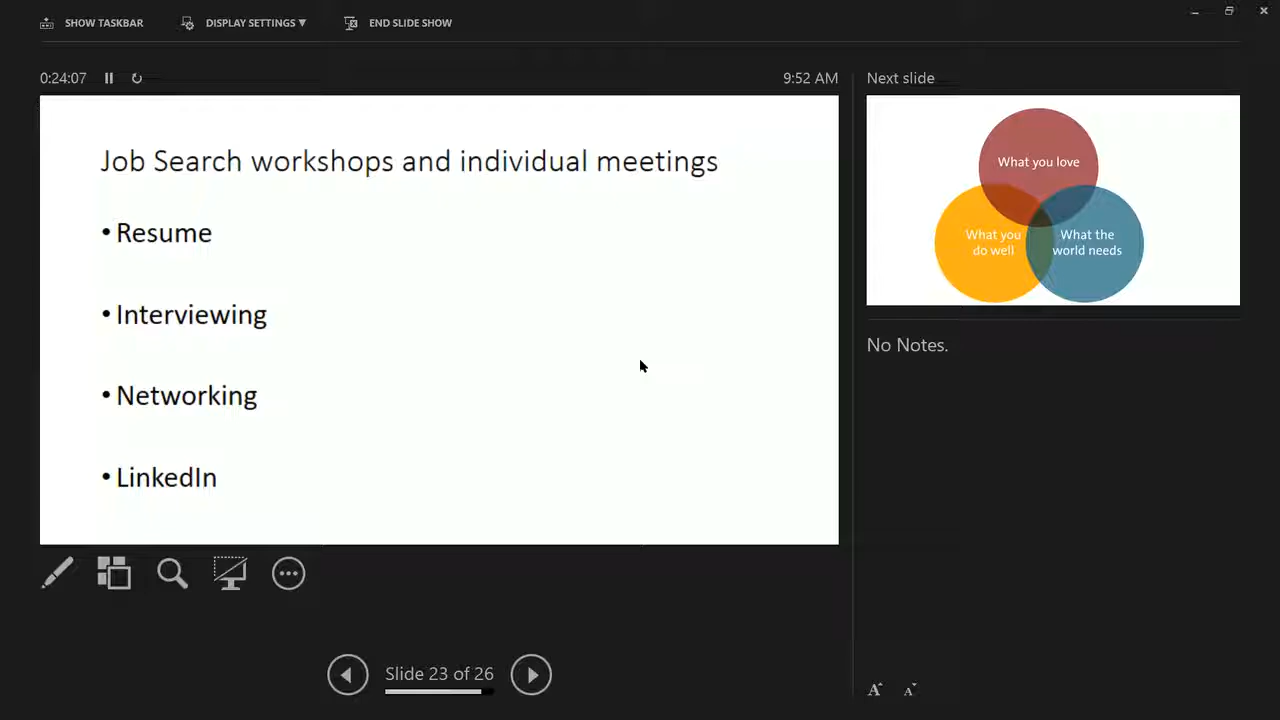 SHOW TASKBAR
DISPLAY SETTINGS ▼
END SLIDE SHOW
0:24:07
9:52 AM
Job Search workshops and individual meetings
• Resume
• Interviewing
• Networking
• LinkedIn
Next slide
What you love
What you
do well
What the
world needs
No Notes.
Slide 23 of 26
A
A